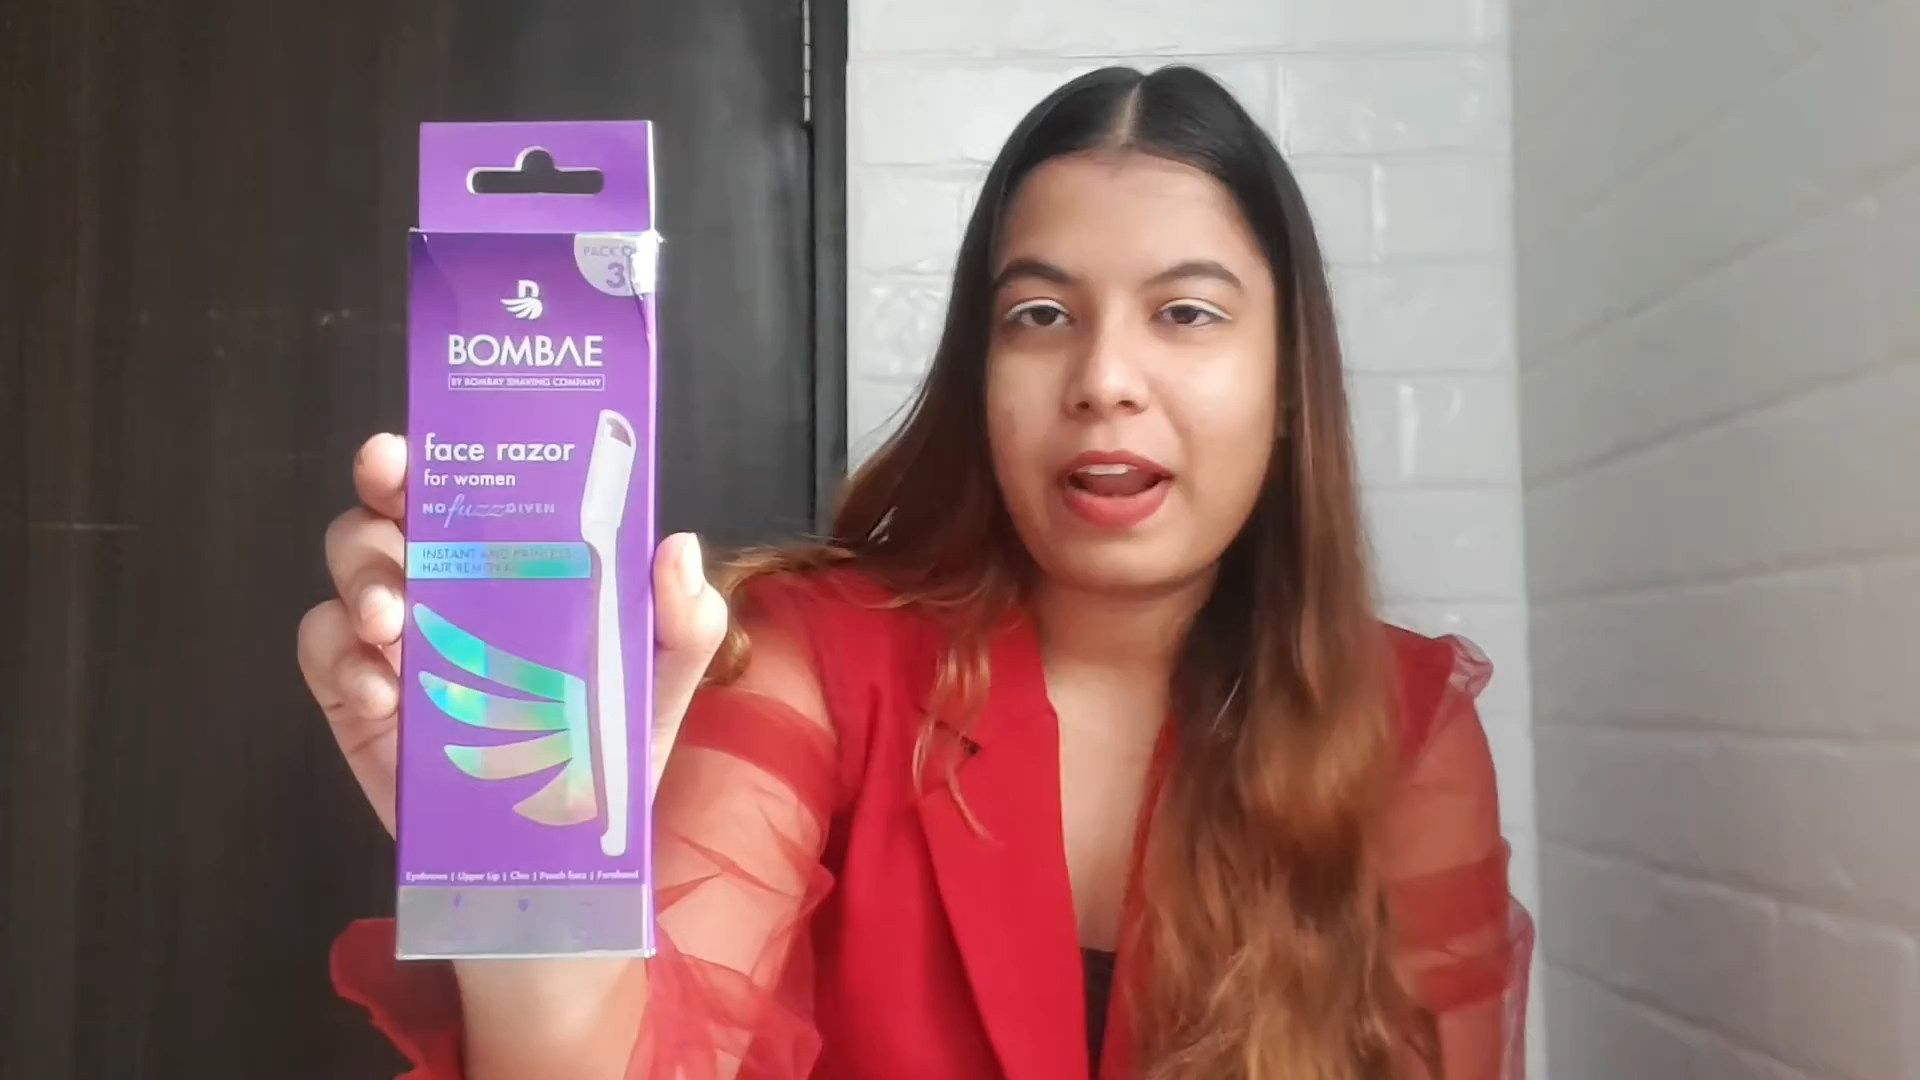 PACK OF
3
BOMBAE
BY BOMBAY SHAVING COMPANY
face razor
for women
NO fuzz GIVEN
INSTANT AND PAINLESS
HAIR REMOVAL
Eyebrows | Upper Lip | Chin | Peach fuzz | Forehead